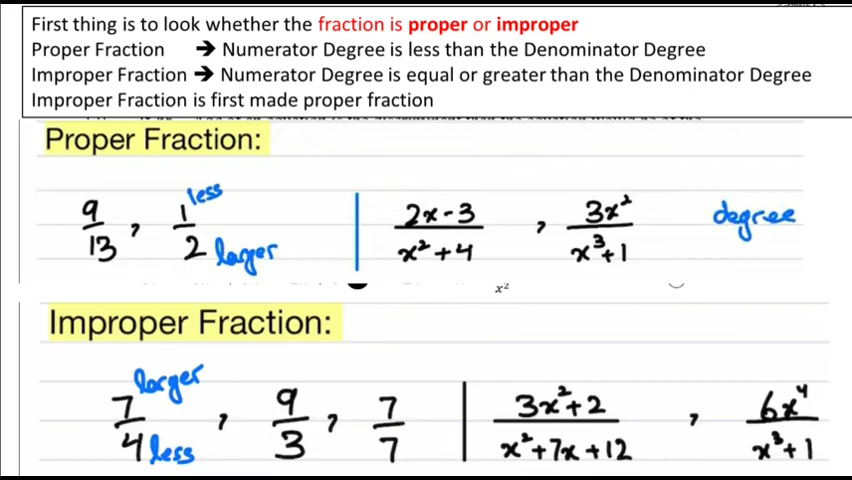 First thing is to look whether the fraction is proper or improper
Proper Fraction → Numerator Degree is less than the Denominator Degree
Improper Fraction → Numerator Degree is equal or greater than the Denominator Degree
Improper Fraction is first made proper fraction
Proper Fraction:
9/13 , 1/2 less larger | (2x-3)/(x²+4) , 3x²/(x³+1) degree
x²
Improper Fraction:
7/4 larger less , 9/3 , 7/7 | (3x²+2)/(x²+7x+12) , 6x⁴/(x³+1)